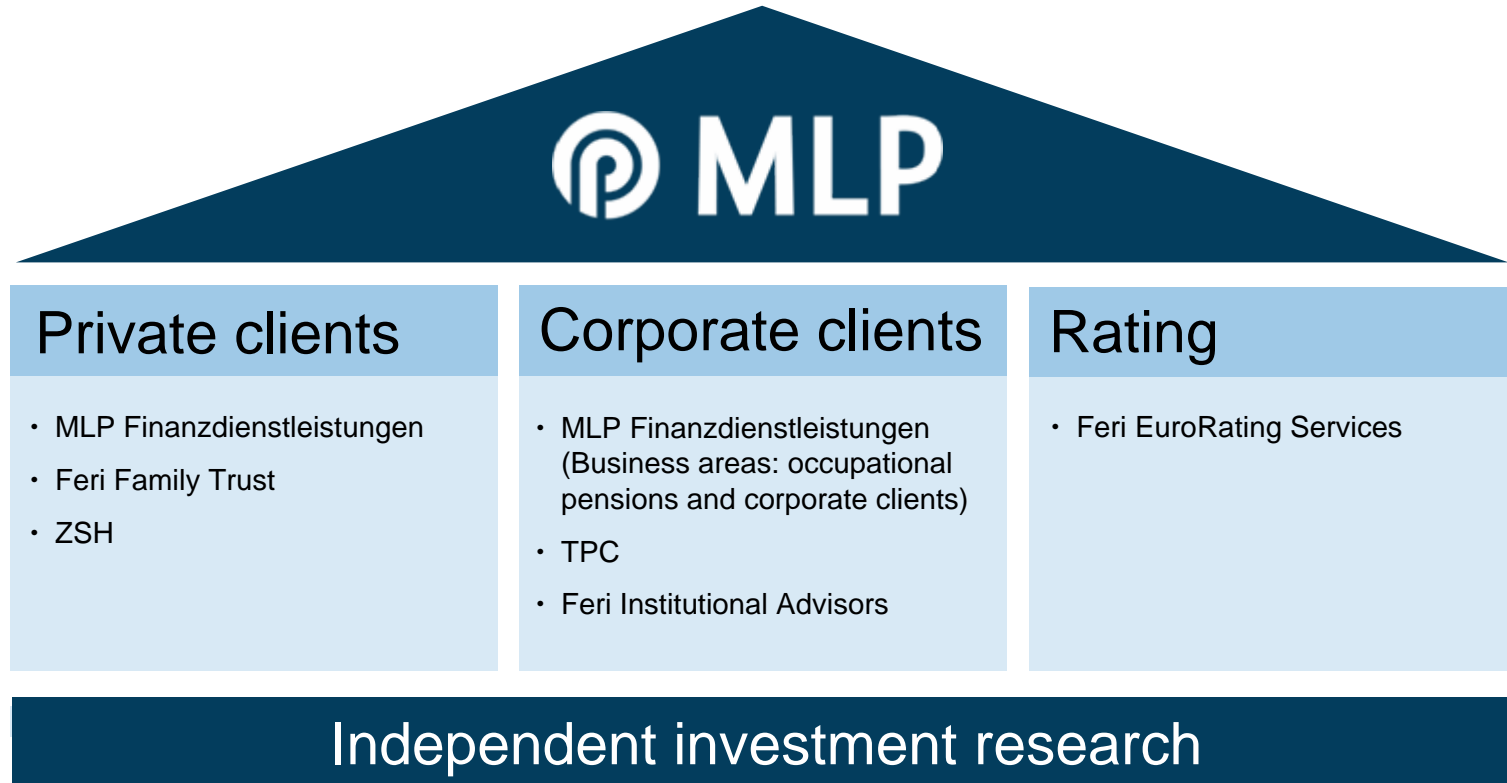 MLP
Private clients
• MLP Finanzdienstleistungen
• Feri Family Trust
• ZSH
Corporate clients
• MLP Finanzdienstleistungen
(Business areas: occupational
pensions and corporate clients)
• TPC
• Feri Institutional Advisors
Rating
• Feri EuroRating Services
Independent investment research